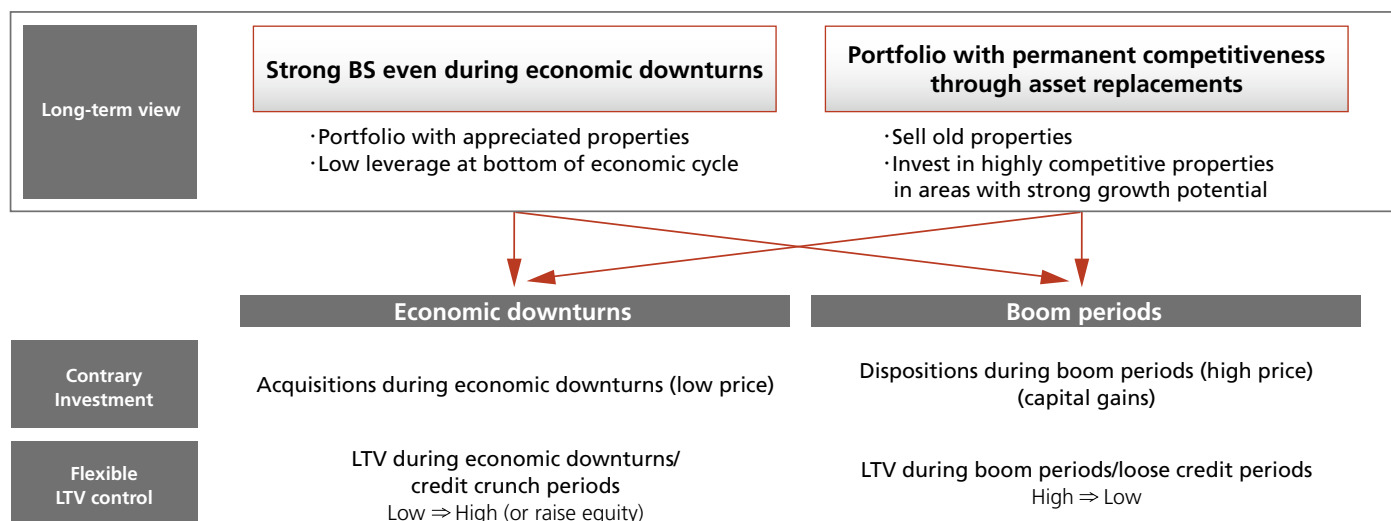 Long-term view
Strong BS even during economic downturns
·Portfolio with appreciated properties
·Low leverage at bottom of economic cycle
Portfolio with permanent competitiveness
through asset replacements
·Sell old properties
·Invest in highly competitive properties
in areas with strong growth potential
Economic downturns
Boom periods
Contrary
Investment
Acquisitions during economic downturns (low price)
Dispositions during boom periods (high price)
(capital gains)
Flexible
LTV control
LTV during economic downturns/
credit crunch periods
Low ⇒ High (or raise equity)
LTV during boom periods/loose credit periods
High ⇒ Low